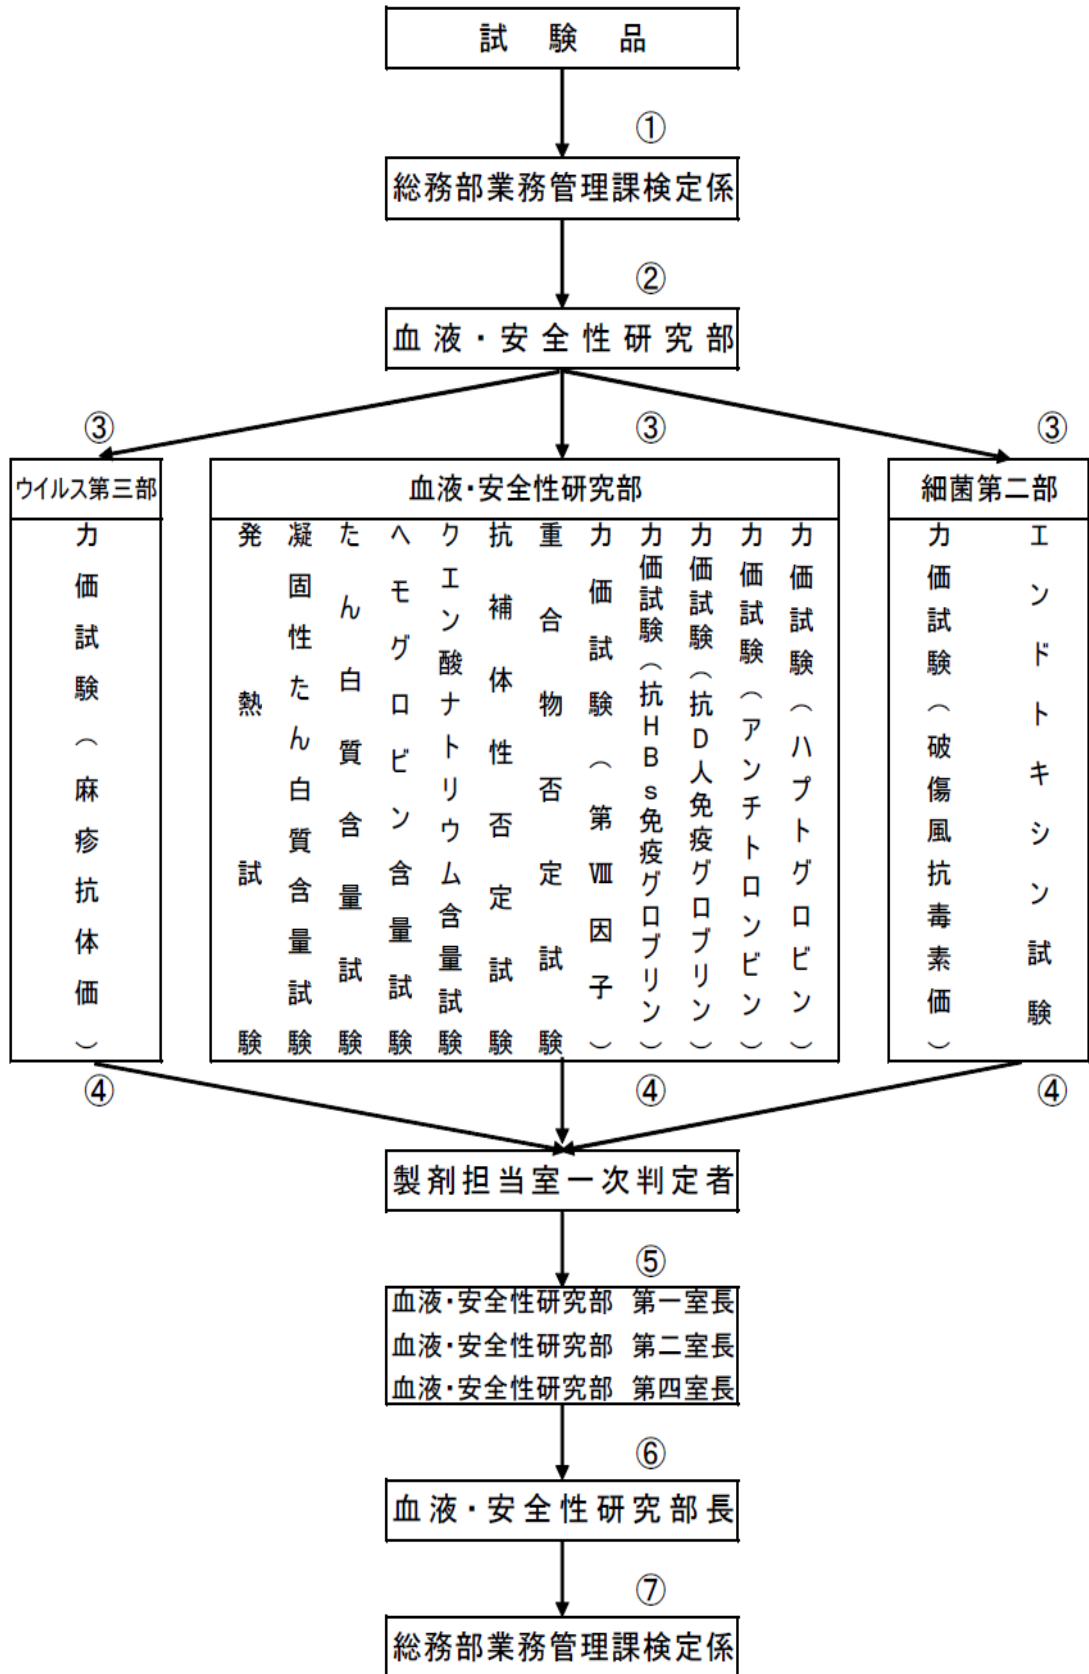 試験品
①
総務部業務管理課検定係
②
血液・安全性研究部
③
③
③
ウイルス第三部
力価試験（麻疹抗体価）
血液・安全性研究部
発熱試験
凝固性たん白質含量試験
たん白質含量試験
ヘモグロビン含量試験
クエン酸ナトリウム含量試験
抗補体性否定試験
重合物否定試験
力価試験（第Ⅷ因子）
力価試験（抗HBs免疫グロブリン）
力価試験（抗D人免疫グロブリン）
力価試験（アンチトロンビン）
力価試験（ハプトグロビン）
細菌第二部
力価試験（破傷風抗毒素価）
エンドトキシン試験
④
④
④
製剤担当室一次判定者
⑤
血液・安全性研究部 第一室長
血液・安全性研究部 第二室長
血液・安全性研究部 第四室長
⑥
血液・安全性研究部長
⑦
総務部業務管理課検定係